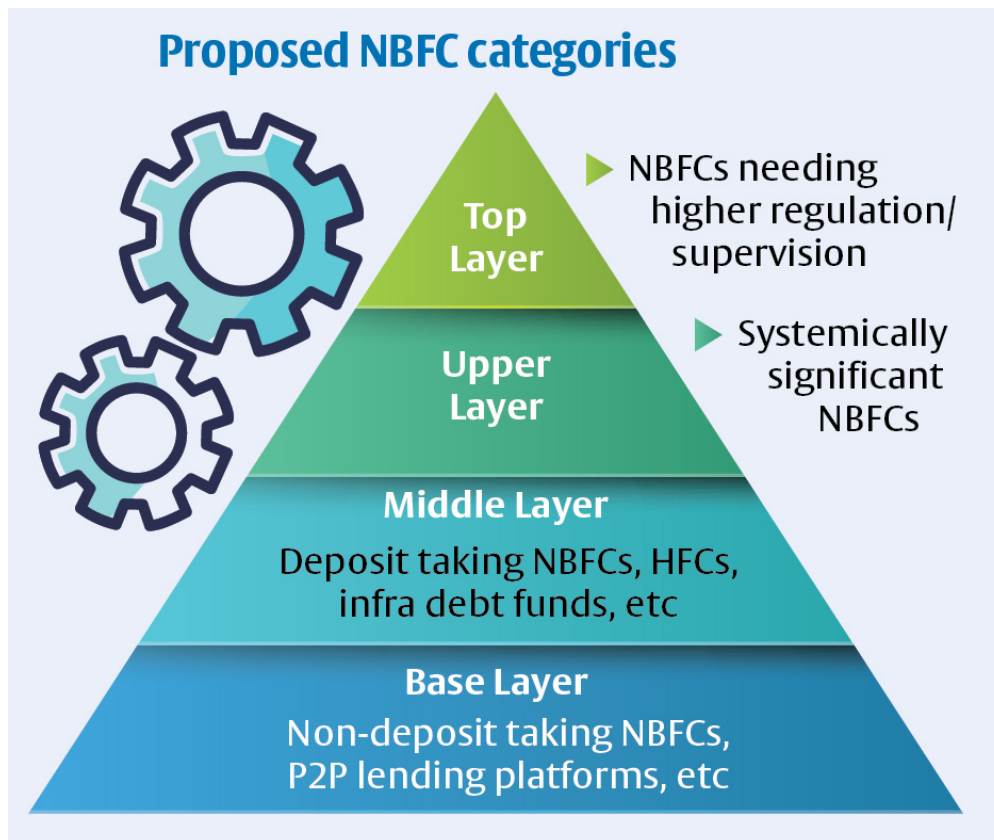 Proposed NBFC categories
Top
Layer
NBFCs needing
higher regulation/
supervision
Upper
Layer
Systemically
significant
NBFCs
Middle Layer
Deposit taking NBFCs, HFCs,
infra debt funds, etc
Base Layer
Non-deposit taking NBFCs,
P2P lending platforms, etc